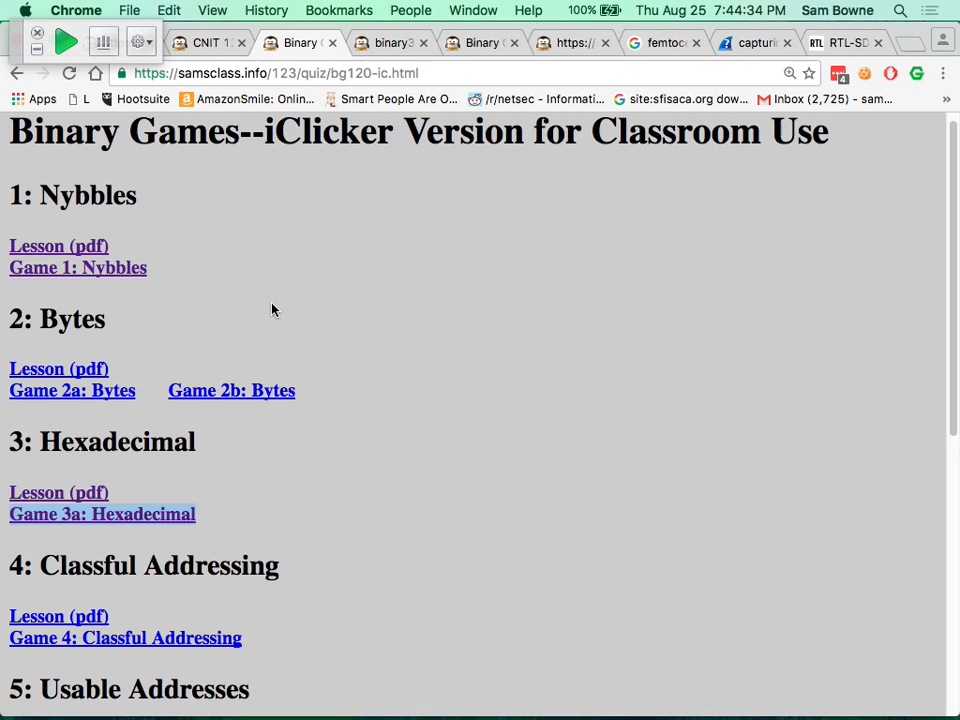 Chrome File Edit View History Bookmarks People Window Help 100% Thu Aug 25 7:44:34 PM Sam Bowne
CNIT 1 Binary binary3 Binary https:/ femtoce capturi RTL RTL-SD
https://samsclass.info/123/quiz/bg120-ic.html 4
Apps L Hootsuite AmazonSmile: Onlin... Smart People Are O... /r/netsec - Informati... site:sfisaca.org dow... Inbox (2,725) - sam... »
Binary Games--iClicker Version for Classroom Use
1: Nybbles
Lesson (pdf)
Game 1: Nybbles
2: Bytes
Lesson (pdf)
Game 2a: Bytes Game 2b: Bytes
3: Hexadecimal
Lesson (pdf)
Game 3a: Hexadecimal
4: Classful Addressing
Lesson (pdf)
Game 4: Classful Addressing
5: Usable Addresses